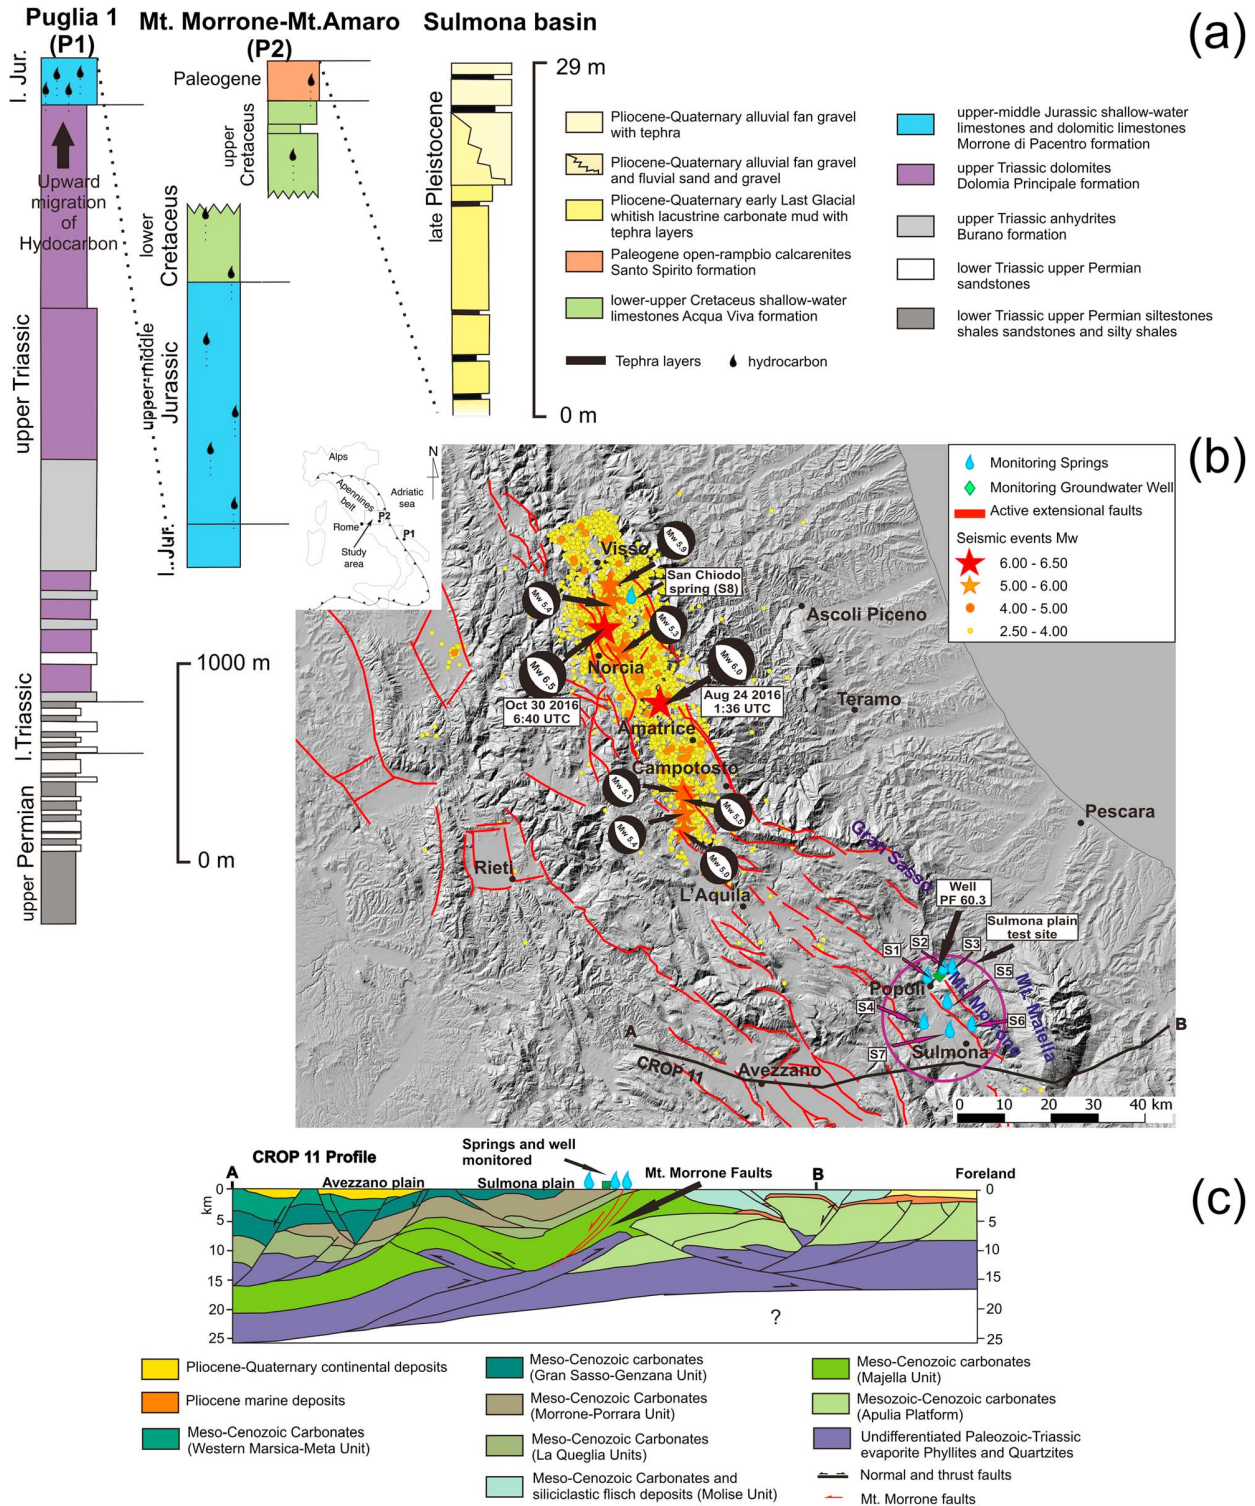 (a)
Puglia 1
(P1)
Mt. Morrone-Mt.Amaro
(P2)
Sulmona basin
l. Jur.
Upward
migration
of
Hydocarbon
upper Triassic
l.Triassic
upper Permian
Paleogene
upper
Cretaceus
lower
Cretaceus
upper-middle
Jurassic
l..Jur.
1000 m
0 m
late Pleistocene
29 m
0 m
Pliocene-Quaternary alluvial fan gravel
with tephra
Pliocene-Quaternary alluvial fan gravel
and fluvial sand and gravel
Pliocene-Quaternary early Last Glacial
whitish lacustrine carbonate mud with
tephra layers
Paleogene open-rampbio calcarenites
Santo Spirito formation
lower-upper Cretaceus shallow-water
limestones Acqua Viva formation
Tephra layers
hydrocarbon
upper-middle Jurassic shallow-water
limestones and dolomitic limestones
Morrone di Pacentro formation
upper Triassic dolomites
Dolomia Principale formation
upper Triassic anhydrites
Burano formation
lower Triassic upper Permian
sandstones
lower Triassic upper Permian siltestones
shales sandstones and silty shales
(b)
Alps
Apennines
belt
Adriatic
sea
N
Rome
P2
P1
Study
area
Monitoring Springs
Monitoring Groundwater Well
Active extensional faults
Seismic events Mw
6.00 - 6.50
5.00 - 6.00
4.00 - 5.00
2.50 - 4.00
Visso
Mw 5.9
San Chiodo
spring (S8)
Mw 5.4
Mw 5.3
Ascoli Piceno
Norcia
Mw 6.5
Mw 6.0
Oct 30 2016
6:40 UTC
Aug 24 2016
1:36 UTC
Teramo
Amatrice
Campotosto
Mw 5.1
Mw 5.5
Mw 5.4
Mw 5.0
Pescara
Gran Sasso
Rieti
L'Aquila
Well
PF 60.3
Sulmona plain
test site
S1
S2
S3
S5
Popoli
Mt. Morrone
Mt. Maiella
S4
S6
S7
Sulmona
A
B
CROP 11
Avezzano
0 10 20 30 40 km
(c)
CROP 11 Profile
Springs and well
monitored
Mt. Morrone Faults
A
Avezzano plain
Sulmona plain
B
Foreland
km
0
5
10
15
20
25
0
5
10
15
20
25
?
Pliocene-Quaternary continental deposits
Pliocene marine deposits
Meso-Cenozoic Carbonates
(Western Marsica-Meta Unit)
Meso-Cenozoic carbonates
(Gran Sasso-Genzana Unit)
Meso-Cenozoic Carbonates
(Morrone-Porrara Unit)
Meso-Cenozoic Carbonates
(La Queglia Units)
Meso-Cenozoic Carbonates and
siliciclastic flisch deposits (Molise Unit)
Meso-Cenozoic carbonates
(Majella Unit)
Mesozoic-Cenozoic carbonates
(Apulia Platform)
Undifferentiated Paleozoic-Triassic
evaporite Phyllites and Quartzites
Normal and thrust faults
Mt. Morrone faults